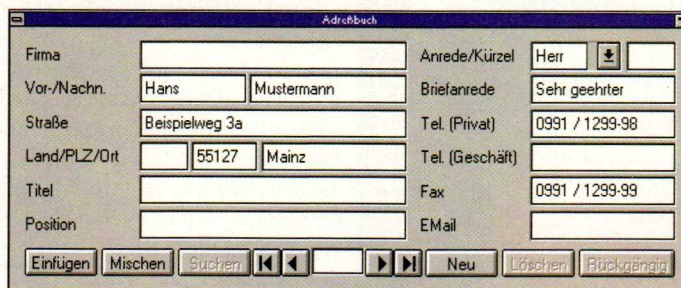 Adreßbuch
Firma Anrede/Kürzel Herr
Vor-/Nachn. Hans Mustermann Briefanrede Sehr geehrter
Straße Beispielweg 3a Tel. (Privat) 0991 / 1299-98
Land/PLZ/Ort 55127 Mainz Tel. (Geschäft)
Titel Fax 0991 / 1299-99
Position EMail
Einfügen Mischen Suchen Neu Löschen Rückgängig